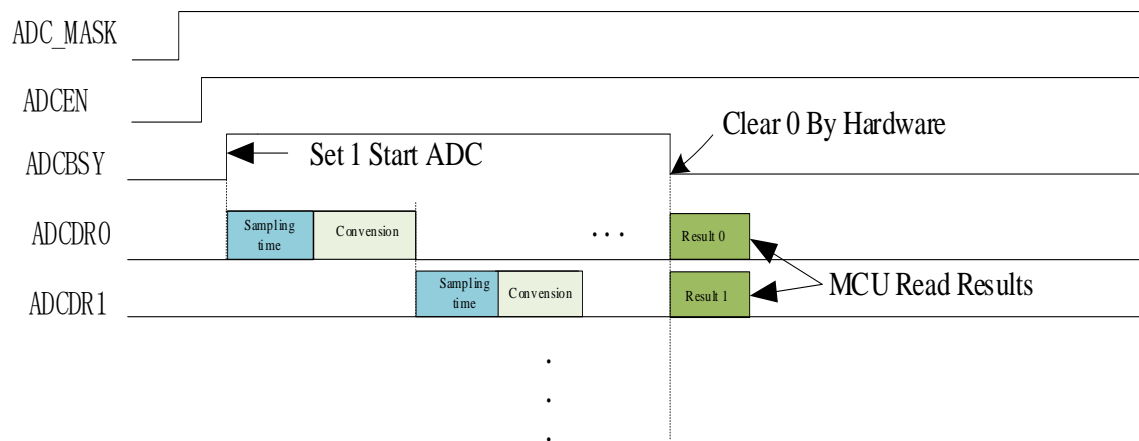 ADC_MASK
ADCEN
Clear 0 By Hardware
ADCBSY
Set 1 Start ADC
ADCDR0
Sampling
time
Convension
...
Result 0
MCU Read Results
ADCDR1
Sampling
time
Convension
Result 1
.
.
.